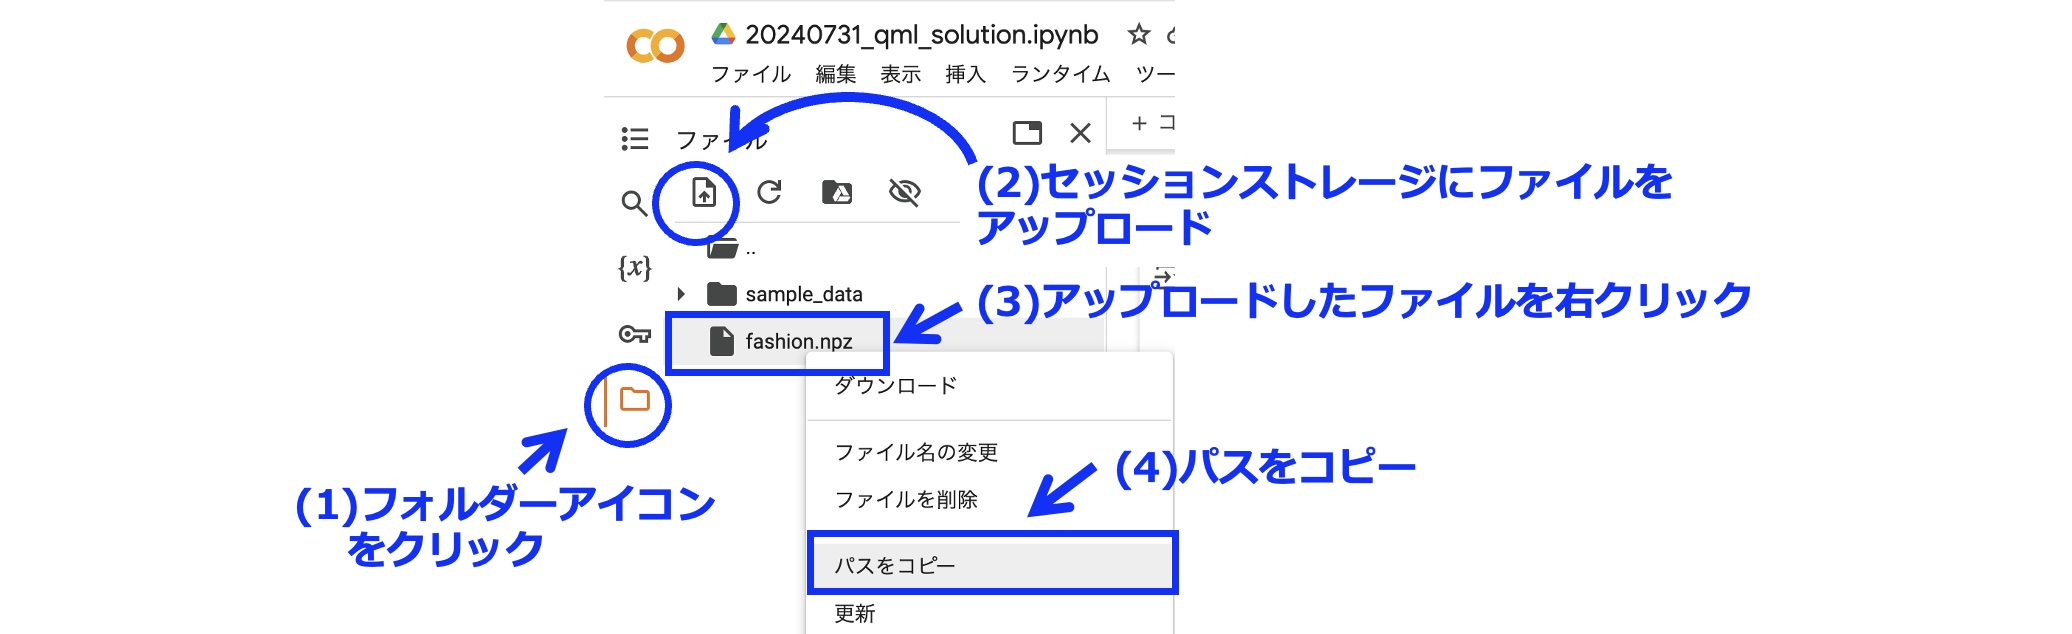 20240731_qml_solution.ipynb
ファイル 編集 表示 挿入 ランタイム ツー
ファイル
+ コ
(2)セッションストレージにファイルを
アップロード
{x}
..
sample_data
(3)アップロードしたファイルを右クリック
fashion.npz
ダウンロード
ファイル名の変更
(4)パスをコピー
ファイルを削除
(1)フォルダーアイコン
をクリック
パスをコピー
更新